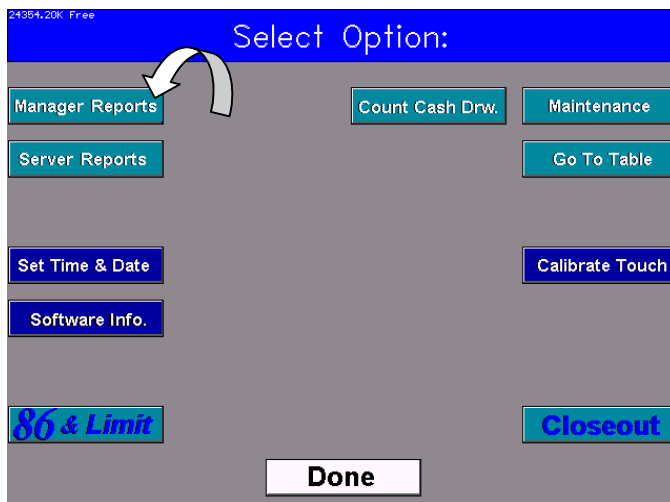 24354.20K Free
Select Option:
Manager Reports
Count Cash Drw.
Maintenance
Server Reports
Go To Table
Set Time & Date
Calibrate Touch
Software Info.
86 & Limit
Closeout
Done